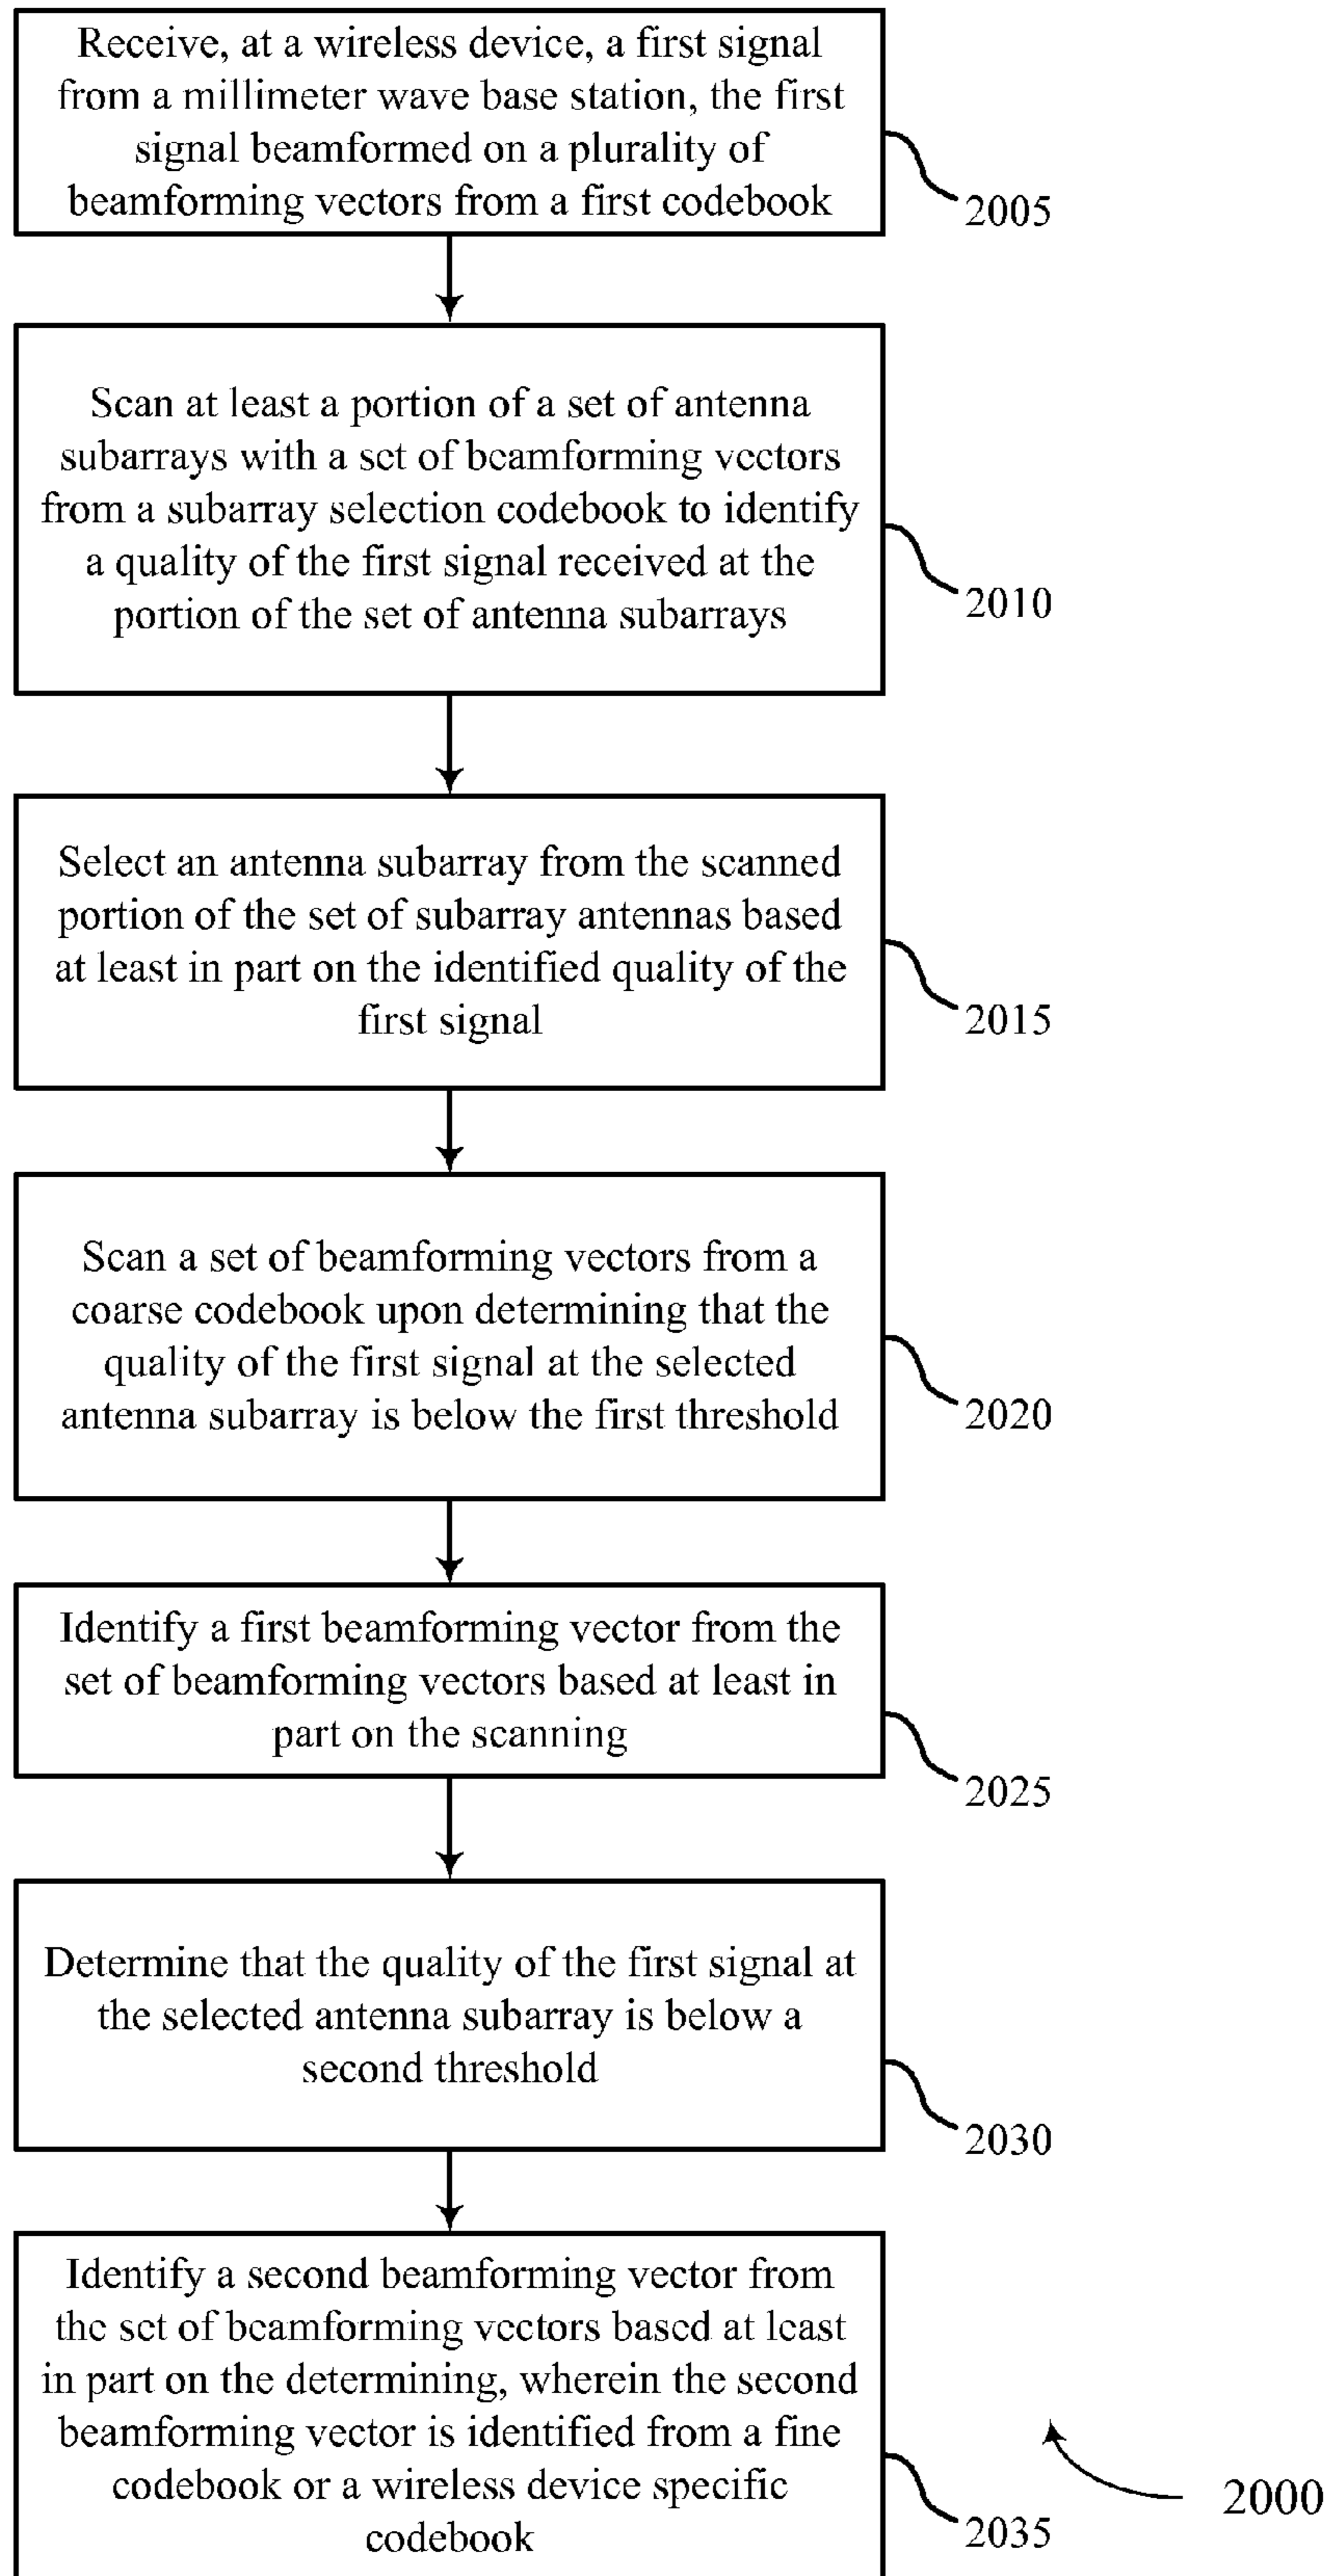 Receive, at a wireless device, a first signal
from a millimeter wave base station, the first
signal beamformed on a plurality of
beamforming vectors from a first codebook
2005
Scan at least a portion of a set of antenna
subarrays with a set of beamforming vectors
from a subarray selection codebook to identify
a quality of the first signal received at the
portion of the set of antenna subarrays
2010
Select an antenna subarray from the scanned
portion of the set of subarray antennas based
at least in part on the identified quality of the
first signal
2015
Scan a set of beamforming vectors from a
coarse codebook upon determining that the
quality of the first signal at the selected
antenna subarray is below the first threshold
2020
Identify a first beamforming vector from the
set of beamforming vectors based at least in
part on the scanning
2025
Determine that the quality of the first signal at
the selected antenna subarray is below a
second threshold
2030
Identify a second beamforming vector from
the set of beamforming vectors based at least
in part on the determining, wherein the second
beamforming vector is identified from a fine
codebook or a wireless device specific
codebook
2035
2000